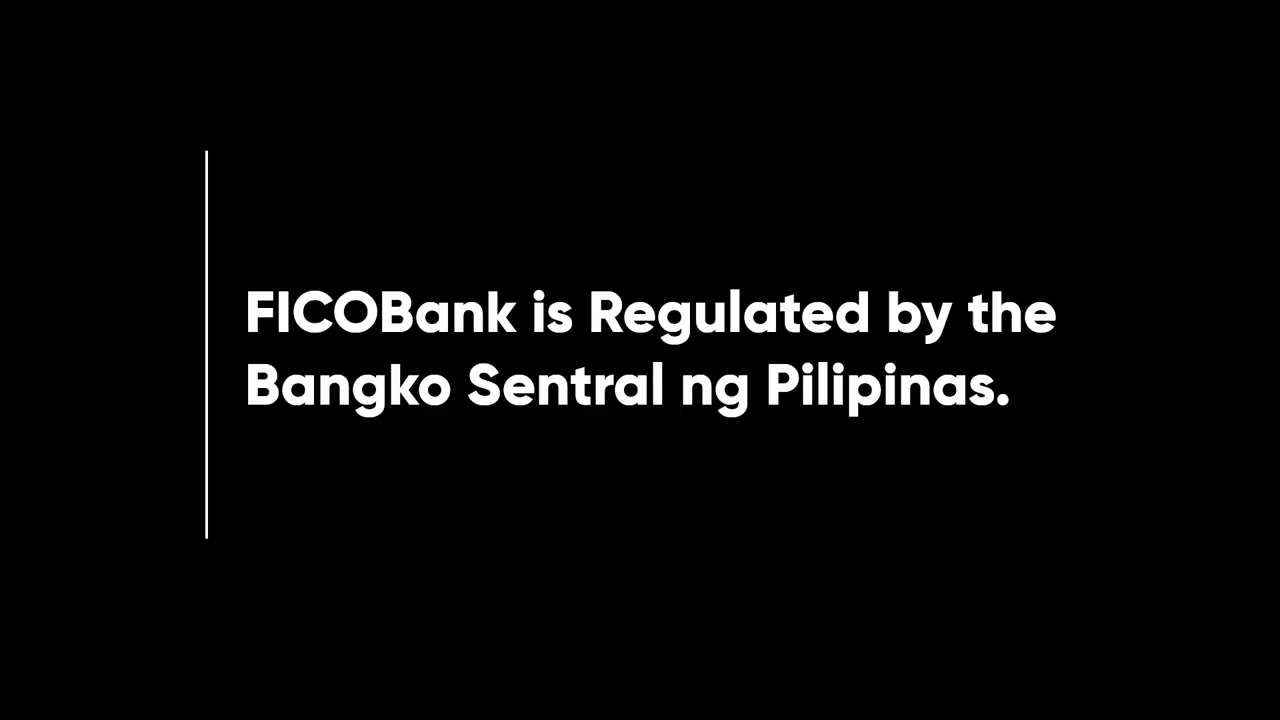 FICOBank is Regulated by the
Bangko Sentral ng Pilipinas.